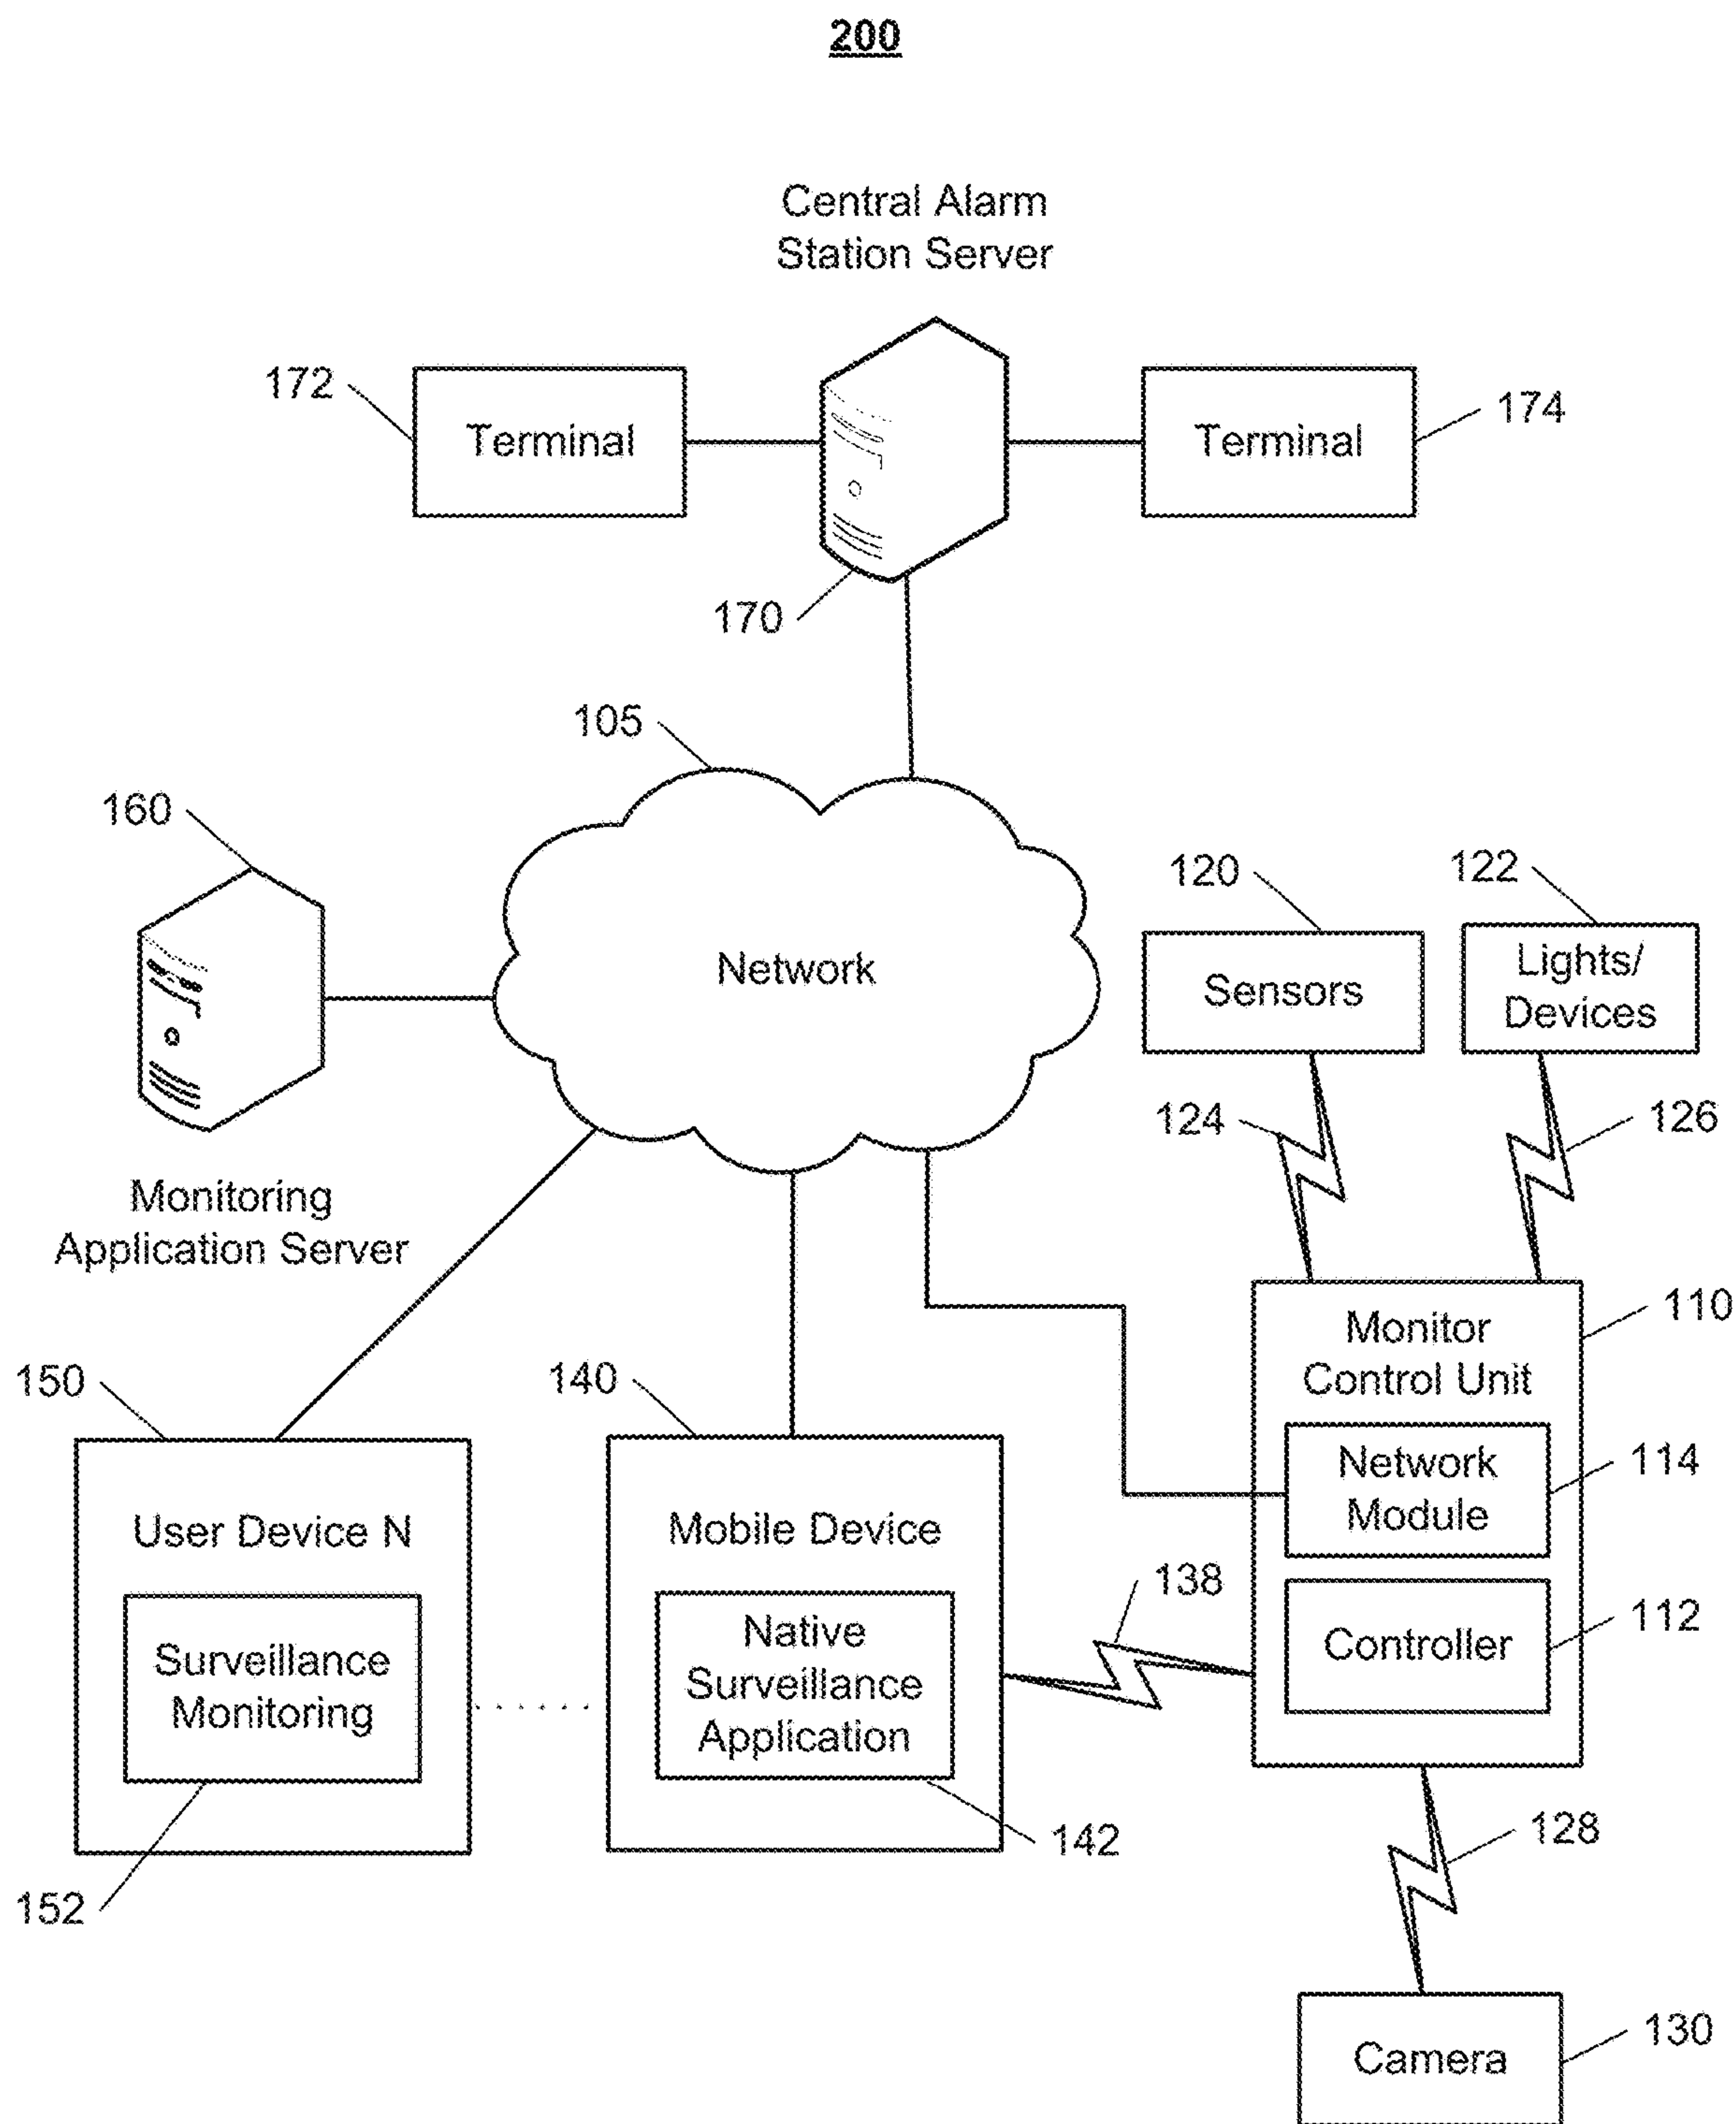 200
Central Alarm
Station Server
172
Terminal
Terminal
174
170
105
160
Network
120
122
Sensors
Lights/
Devices
124
126
Monitoring
Application Server
110
Monitor
Control Unit
150
140
Network
Module
114
User Device N
Mobile Device
138
Controller
112
Surveillance
Monitoring
Native
Surveillance
Application
142
128
152
130
Camera